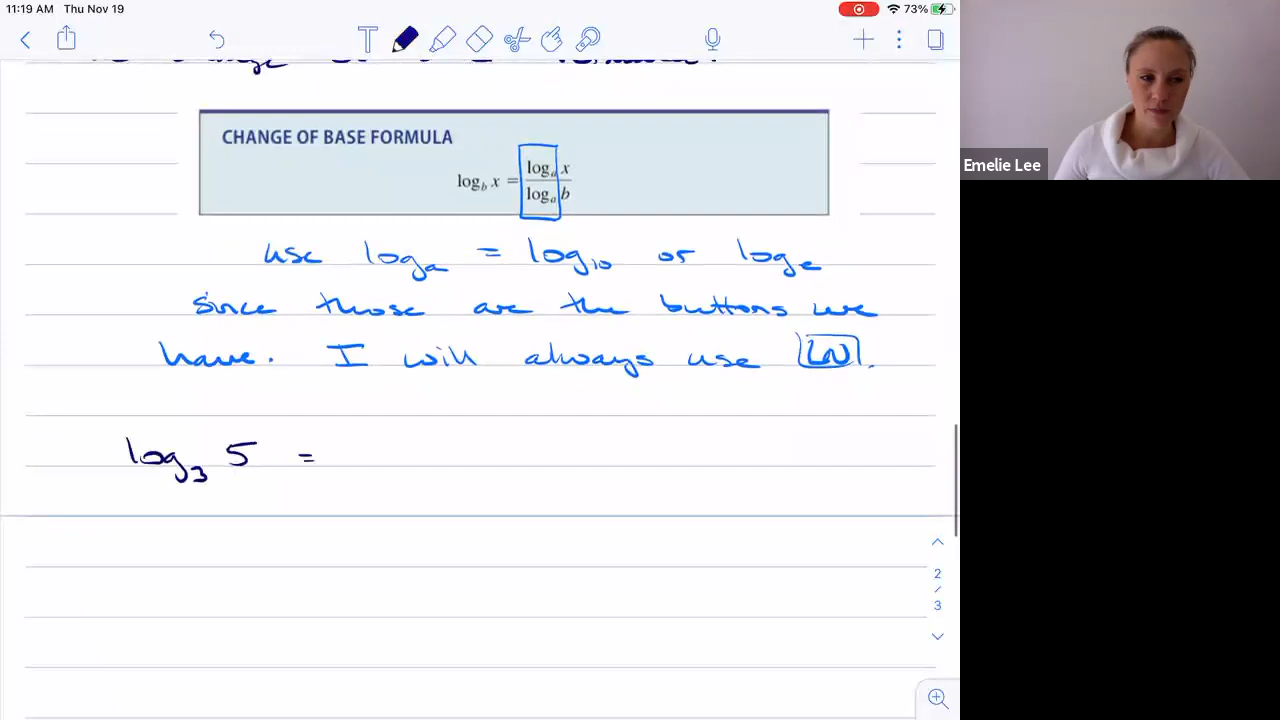 11:19 AM Thu Nov 19
73%
CHANGE OF BASE FORMULA
log_b x = log_a x / log_a b
use log_a = log_10 or log_e
since those are the buttons we
have. I will always use LN.
log_3 5 =
Emelie Lee
2
/
3